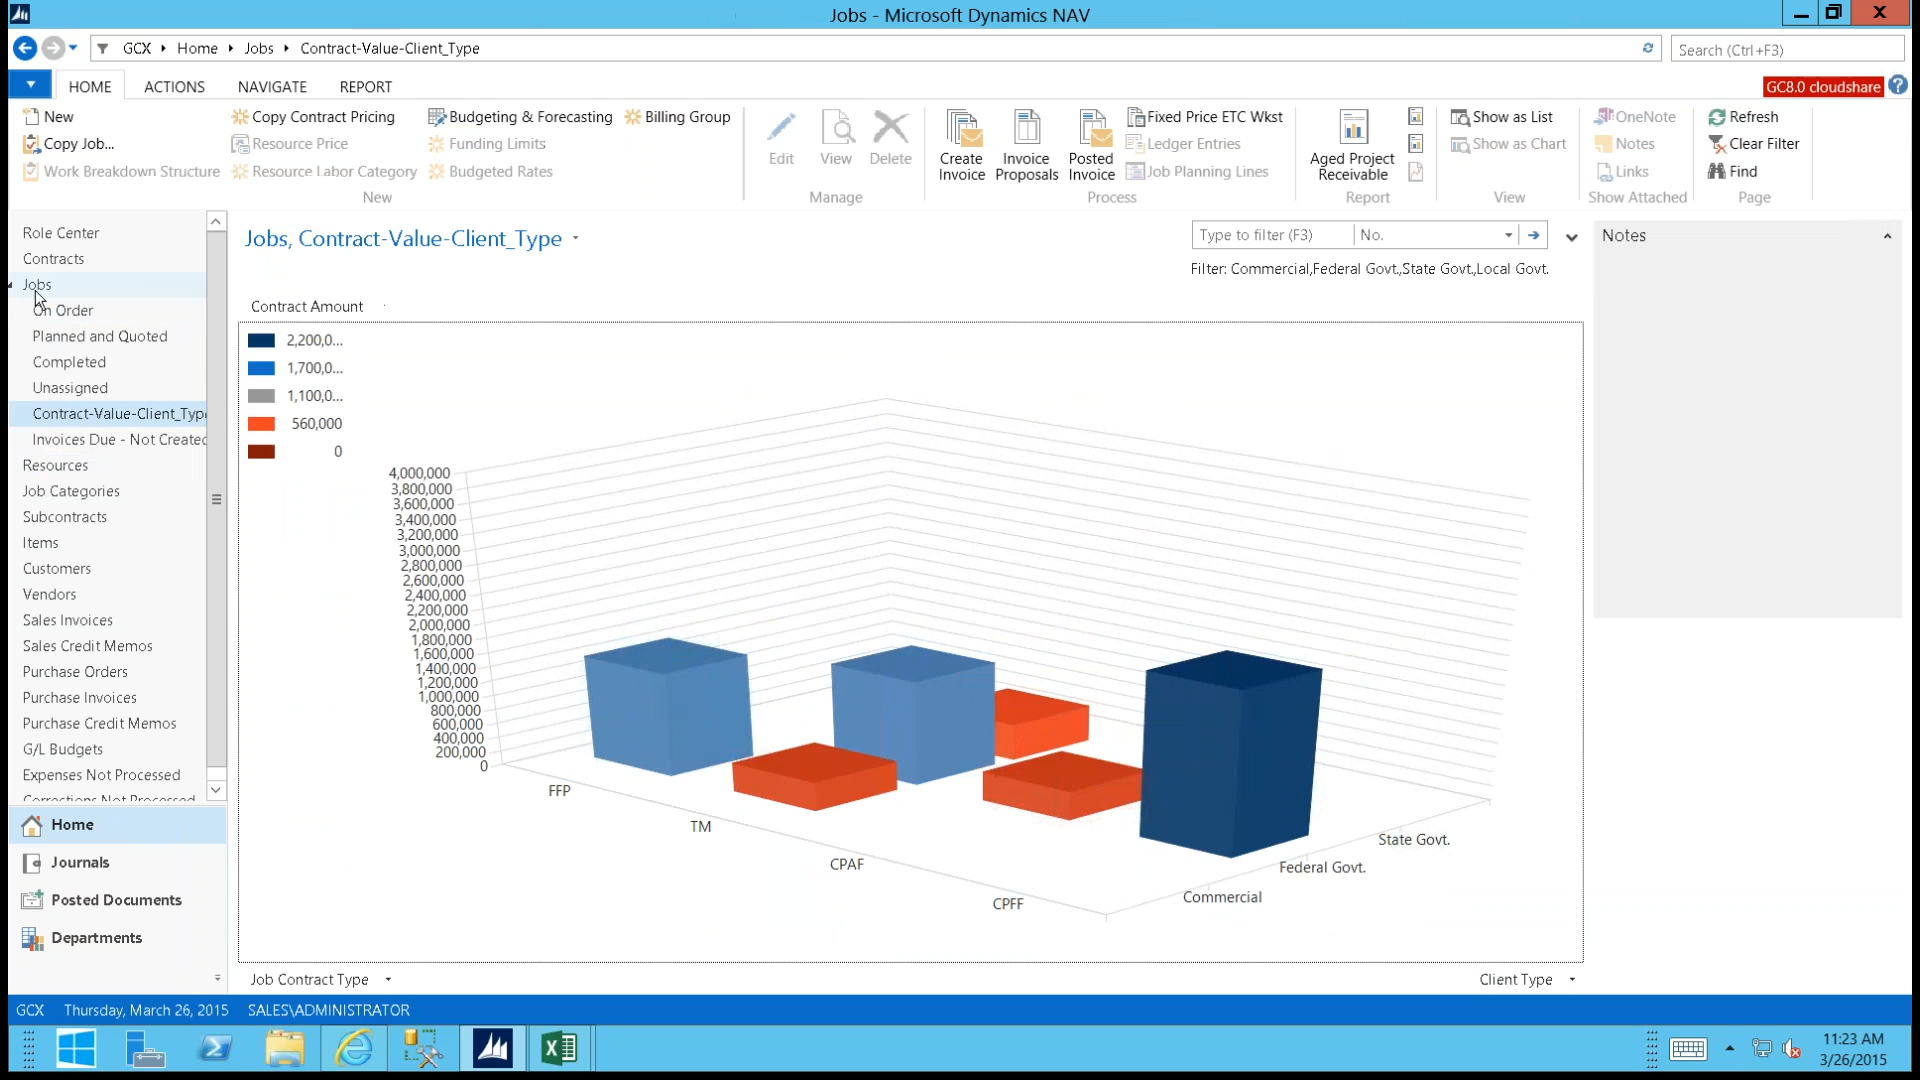 Jobs - Microsoft Dynamics NAV
GCX Home Jobs Contract-Value-Client_Type
Search (Ctrl+F3)
HOME ACTIONS NAVIGATE REPORT
GC8.0 cloudshare
New
Copy Job...
Work Breakdown Structure
Copy Contract Pricing
Resource Price
Resource Labor Category
Budgeting & Forecasting
Funding Limits
Budgeted Rates
Billing Group
New
Edit
View
Delete
Manage
Create Invoice
Invoice Proposals
Posted Invoice
Fixed Price ETC Wkst
Ledger Entries
Job Planning Lines
Process
Aged Project Receivable
Report
Show as List
Show as Chart
View
OneNote
Notes
Links
Show Attached
Refresh
Clear Filter
Find
Page
Role Center
Contracts
Jobs
On Order
Planned and Quoted
Completed
Unassigned
Contract-Value-Client_Type
Invoices Due - Not Created
Resources
Job Categories
Subcontracts
Items
Customers
Vendors
Sales Invoices
Sales Credit Memos
Purchase Orders
Purchase Invoices
Purchase Credit Memos
G/L Budgets
Expenses Not Processed
Corrections Not Processed
Home
Journals
Posted Documents
Departments
Jobs, Contract-Value-Client_Type
Type to filter (F3) No.
Filter: Commercial,Federal Govt.,State Govt.,Local Govt.
Notes
Contract Amount
2,200,0...
1,700,0...
1,100,0...
560,000
0
4,000,000
3,800,000
3,600,000
3,400,000
3,200,000
3,000,000
2,800,000
2,600,000
2,400,000
2,200,000
2,000,000
1,800,000
1,600,000
1,400,000
1,200,000
1,000,000
800,000
600,000
400,000
200,000
0
FFP
TM
CPAF
CPFF
Commercial
Federal Govt.
State Govt.
Job Contract Type
Client Type
GCX Thursday, March 26, 2015 SALES\ADMINISTRATOR
11:23 AM
3/26/2015